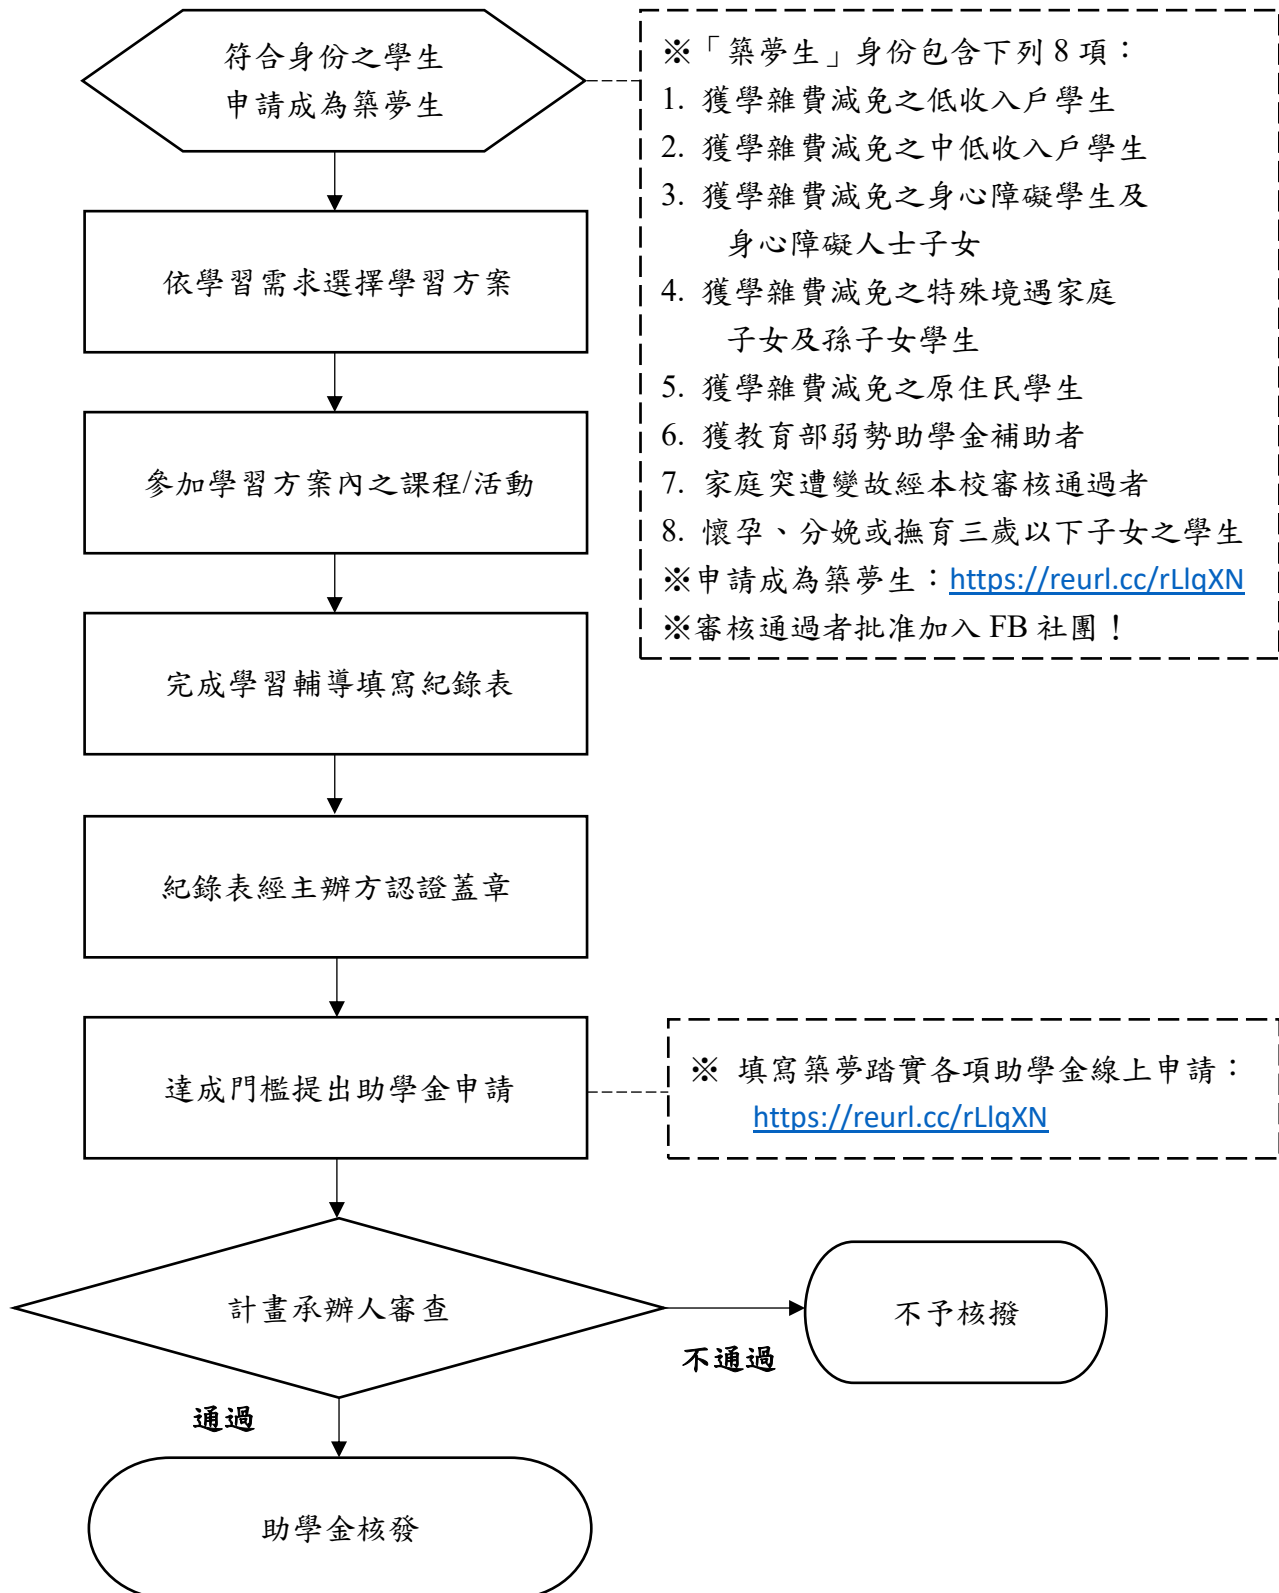 符合身份之學生
申請成為築夢生
※「築夢生」身份包含下列 8 項：
1. 獲學雜費減免之低收入戶學生
2. 獲學雜費減免之中低收入戶學生
3. 獲學雜費減免之身心障礙學生及
身心障礙人士子女
4. 獲學雜費減免之特殊境遇家庭
子女及孫子女學生
5. 獲學雜費減免之原住民學生
6. 獲教育部弱勢助學金補助者
7. 家庭突遭變故經本校審核通過者
8. 懷孕、分娩或撫育三歲以下子女之學生
※申請成為築夢生：https://reurl.cc/rLlqXN
※審核通過者批准加入 FB 社團！
依學習需求選擇學習方案
參加學習方案內之課程/活動
完成學習輔導填寫紀錄表
紀錄表經主辦方認證蓋章
達成門檻提出助學金申請
※ 填寫築夢踏實各項助學金線上申請：
https://reurl.cc/rLlqXN
計畫承辦人審查
不通過
不予核撥
通過
助學金核發